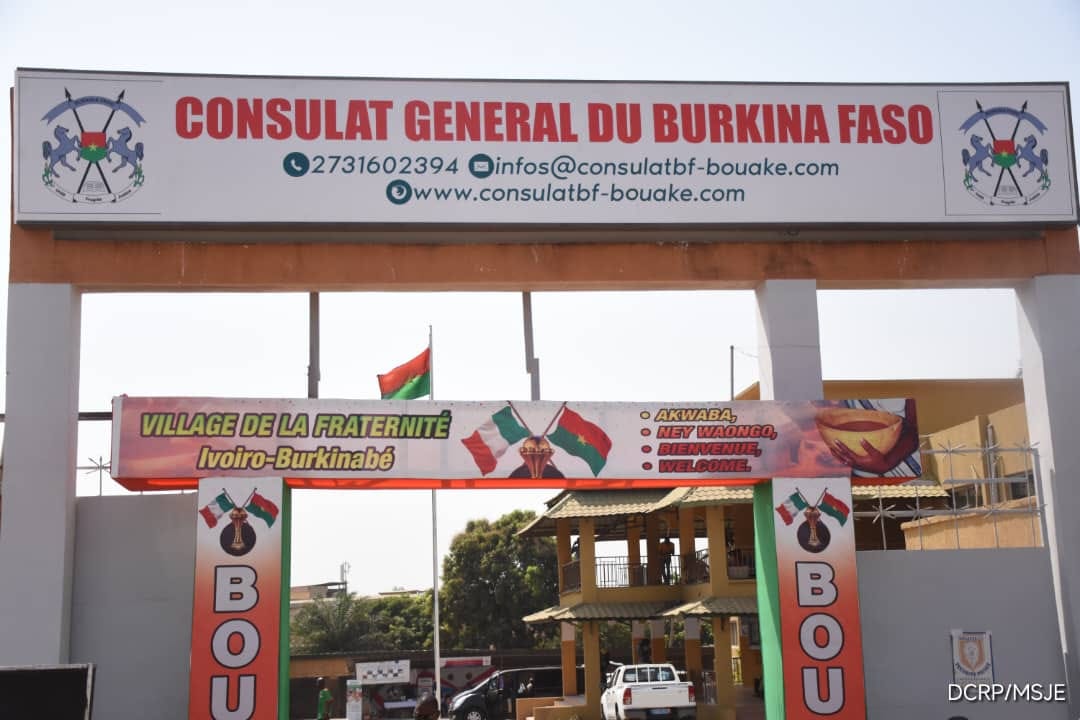 CONSULAT GENERAL DU BURKINA FASO
2731602394 infos@consulatbf-bouake.com
www.consulatbf-bouake.com
VILLAGE DE LA FRATERNITÉ
Ivoiro-Burkinabé
• AKWABA,
• NEY WAONGO,
• BIENVENUE,
• WELCOME.
BOU
BOU
DCRP/MSJE